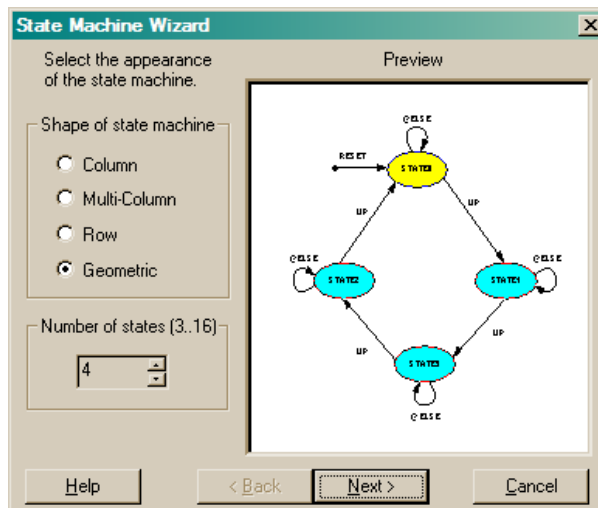 State Machine Wizard
Select the appearance
of the state machine.
Shape of state machine
Column
Multi-Column
Row
Geometric
Number of states (3..16)
4
Preview
@ELSE
RESET
STATE0
UP
UP
@ELSE
@ELSE
STATE2
STATE1
UP
UP
STATE3
@ELSE
Help
< Back
Next >
Cancel